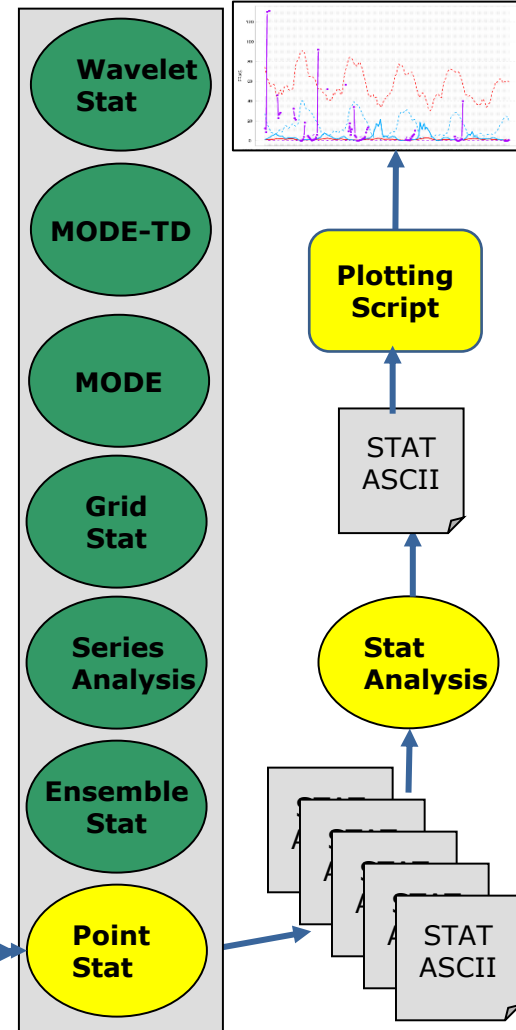 Wavelet
Stat
MODE-TD
MODE
Grid
Stat
Series
Analysis
Ensemble
Stat
Point
Stat
Plotting
Script
STAT
ASCII
Stat
Analysis
STAT
ASCII